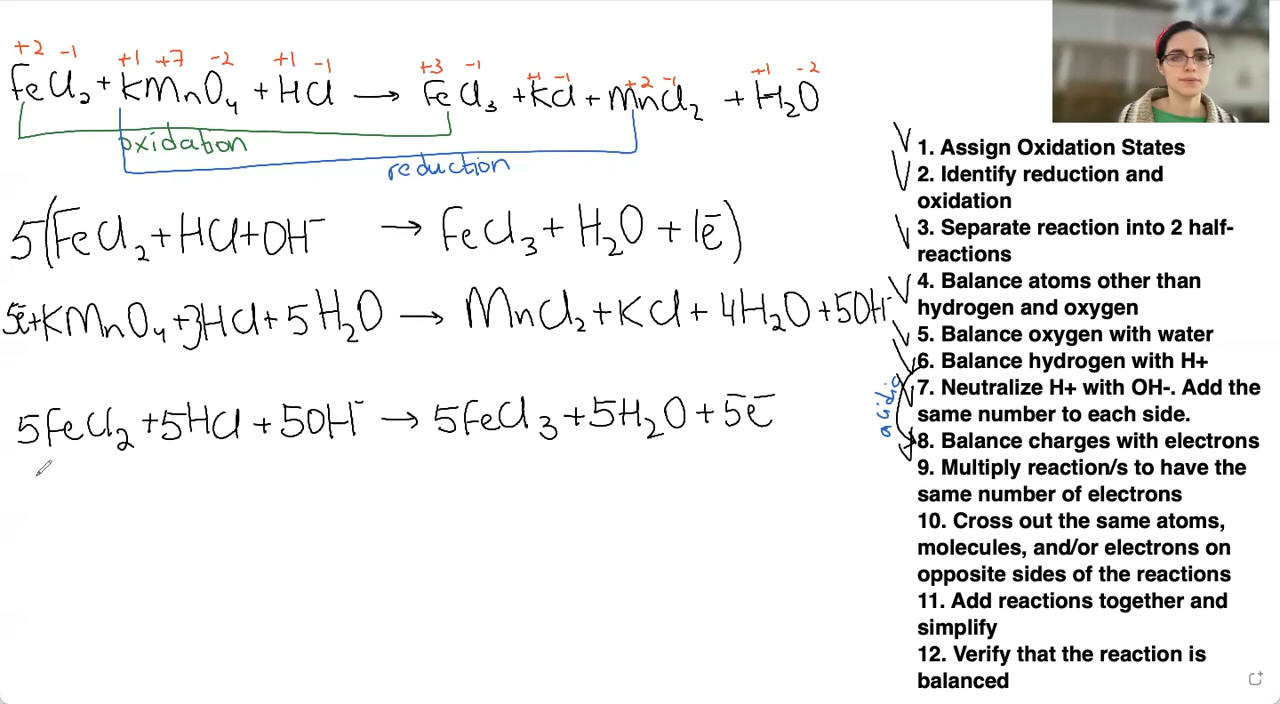 +2 -1 +1 +7 -2 +1 -1 +3 -1 +1 -1 +2 -1 +1 -2
FeCl₂ + KMnO₄ + HCl → FeCl₃ + KCl + MnCl₂ + H₂O
oxidation
reduction
5(FeCl₂ + HCl + OH⁻ → FeCl₃ + H₂O + 1e⁻)
5e⁻ + KMnO₄ + 3HCl + 5H₂O → MnCl₂ + KCl + 4H₂O + 5OH⁻
5FeCl₂ + 5HCl + 5OH⁻ → 5FeCl₃ + 5H₂O + 5e⁻
1. Assign Oxidation States
2. Identify reduction and
oxidation
3. Separate reaction into 2 half-
reactions
4. Balance atoms other than
hydrogen and oxygen
5. Balance oxygen with water
6. Balance hydrogen with H+
7. Neutralize H+ with OH-. Add the
same number to each side.
acidic
8. Balance charges with electrons
9. Multiply reaction/s to have the
same number of electrons
10. Cross out the same atoms,
molecules, and/or electrons on
opposite sides of the reactions
11. Add reactions together and
simplify
12. Verify that the reaction is
balanced